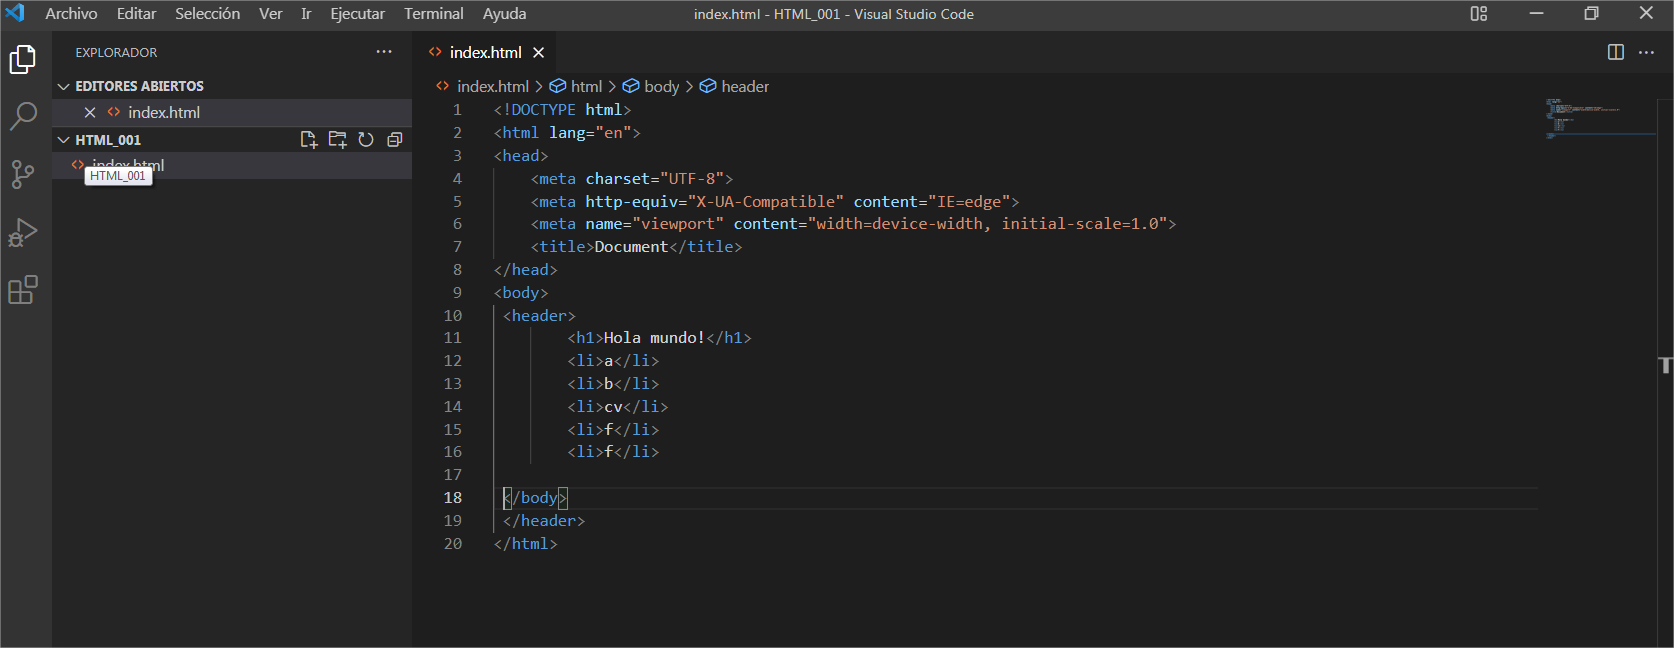 Archivo Editar Selección Ver Ir Ejecutar Terminal Ayuda index.html - HTML_001 - Visual Studio Code
EXPLORADOR
EDITORES ABIERTOS
index.html
HTML_001
index.html
HTML_001
index.html
index.html > html > body > header
1 <!DOCTYPE html>
2 <html lang="en">
3 <head>
4 <meta charset="UTF-8">
5 <meta http-equiv="X-UA-Compatible" content="IE=edge">
6 <meta name="viewport" content="width=device-width, initial-scale=1.0">
7 <title>Document</title>
8 </head>
9 <body>
10 <header>
11 <h1>Hola mundo!</h1>
12 <li>a</li>
13 <li>b</li>
14 <li>cv</li>
15 <li>f</li>
16 <li>f</li>
17
18 </body>
19 </header>
20 </html>